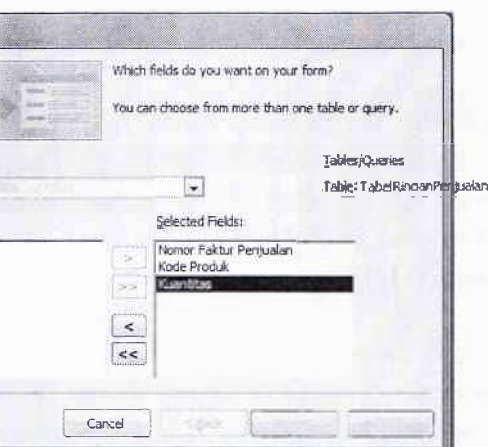 Which fields do you want on your form?
You can choose from more than one table or query.
Tables/Queries
Table: TabelRincianPenjualan
Selected Fields:
Nomor Faktur Penjualan
Kode Produk
Kuantitas
>
>>
<
<<
Cancel